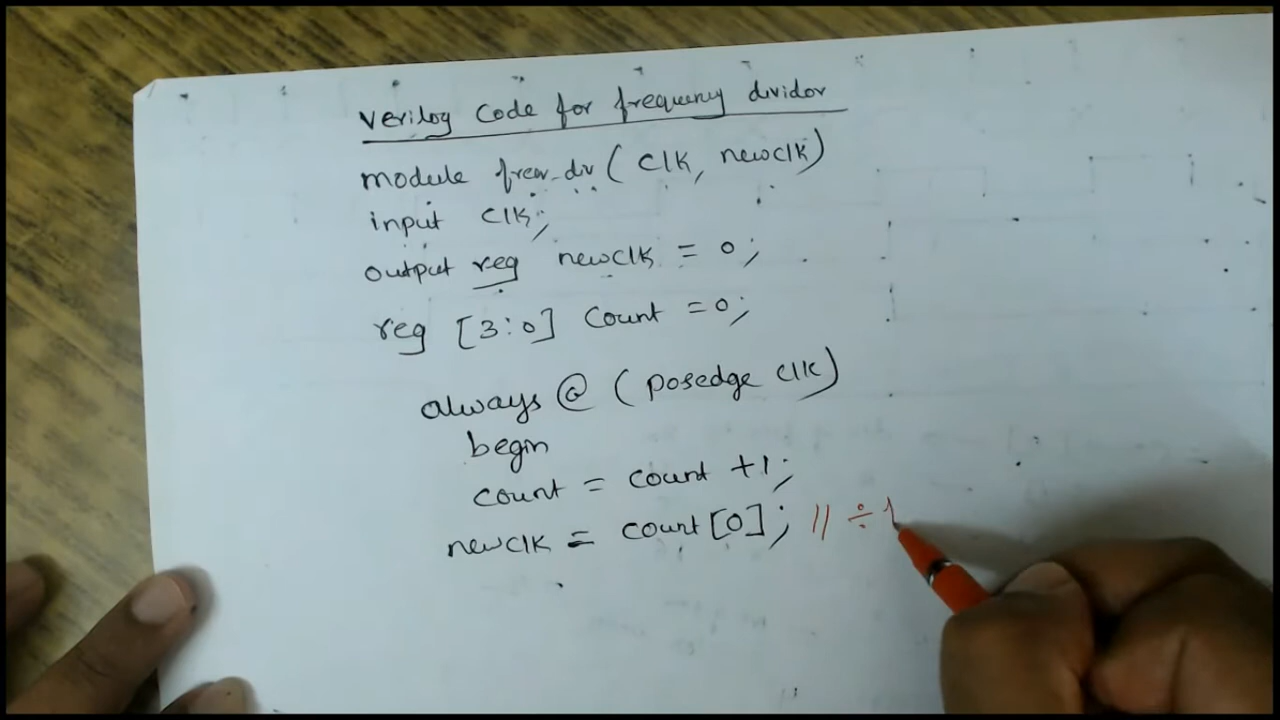 Verilog Code for frequency dividor
module freq_div ( clk, newclk)
input clk;
output reg newclk = 0;
reg [3:0] Count =0;
always @ ( posedge clk)
begin
count = count +1;
newclk = count [0]; // ÷